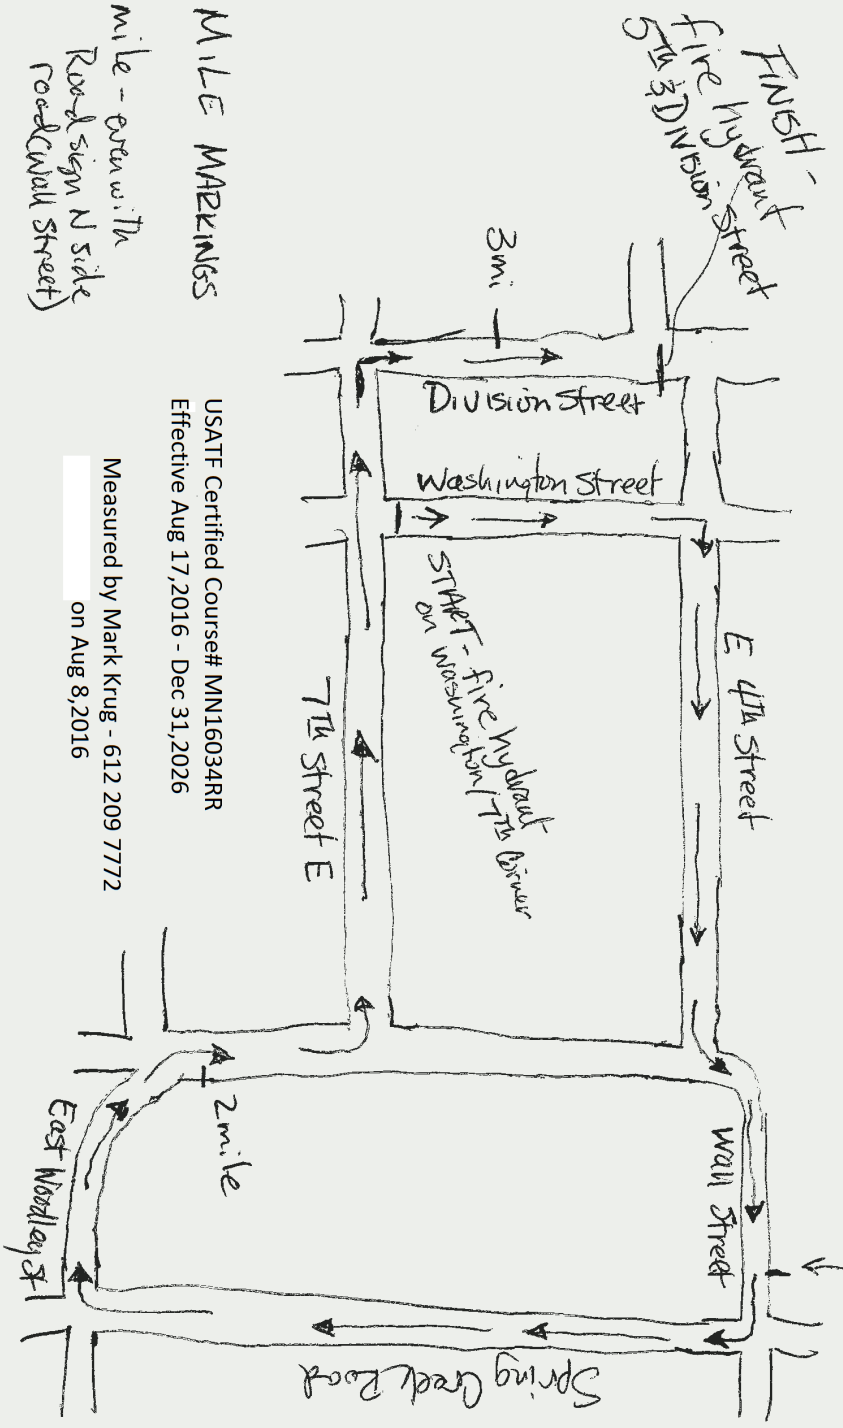 FINISH -
fire hydrant
5TH & Division Street
3mi.
MILE MARKINGS
mile - even with
Road sign N side
road (Wall Street)
Division Street
Washington Street
START - fire hydrant
on Washington / 7TH Corner
E 4TH Street
7TH Street E
USATF Certified Course# MN16034RR
Effective Aug 17,2016 - Dec 31,2026
Measured by Mark Krug - 612 209 7772
on Aug 8,2016
2 mile
Wall Street
East Woodley St
Spring Creek Road